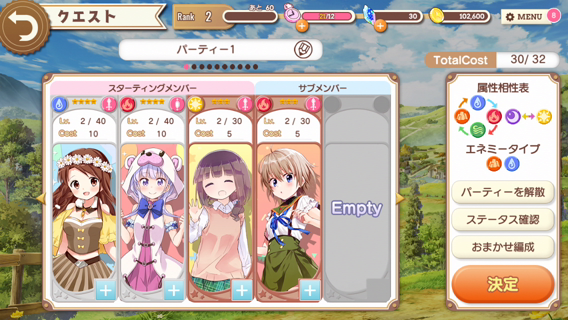 クエスト
Rank 2
あと 60
21/12
30
102,600
MENU 8
パーティー1
TotalCost 30/ 32
スターティングメンバー
サブメンバー
Lv. 2 / 40
Cost 10
Lv. 2 / 40
Cost 10
Lv. 2 / 30
Cost 5
Lv. 2 / 30
Cost 5
Empty
属性相性表
エネミータイプ
パーティーを解散
ステータス確認
おまかせ編成
決定